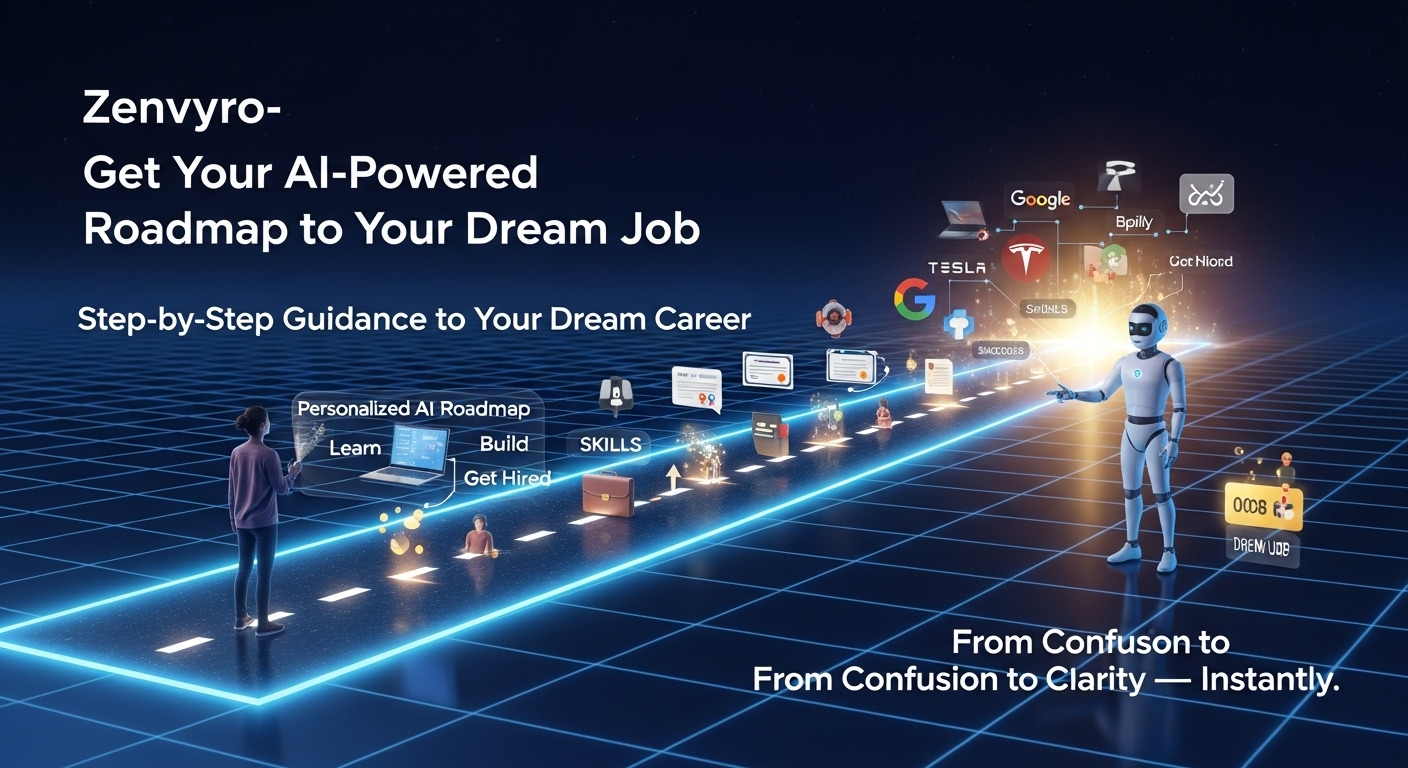 Zenvyro-
Get Your AI-Powered
Roadmap to Your Dream Job
Step-by-Step Guidance to Your Dream Career
Google
Bpilly
TESLA
Personalized AI Roadmap
Learn
Build
Get Hired
SKILLS
From Confuson to
From Confusion to Clarity — Instantly.